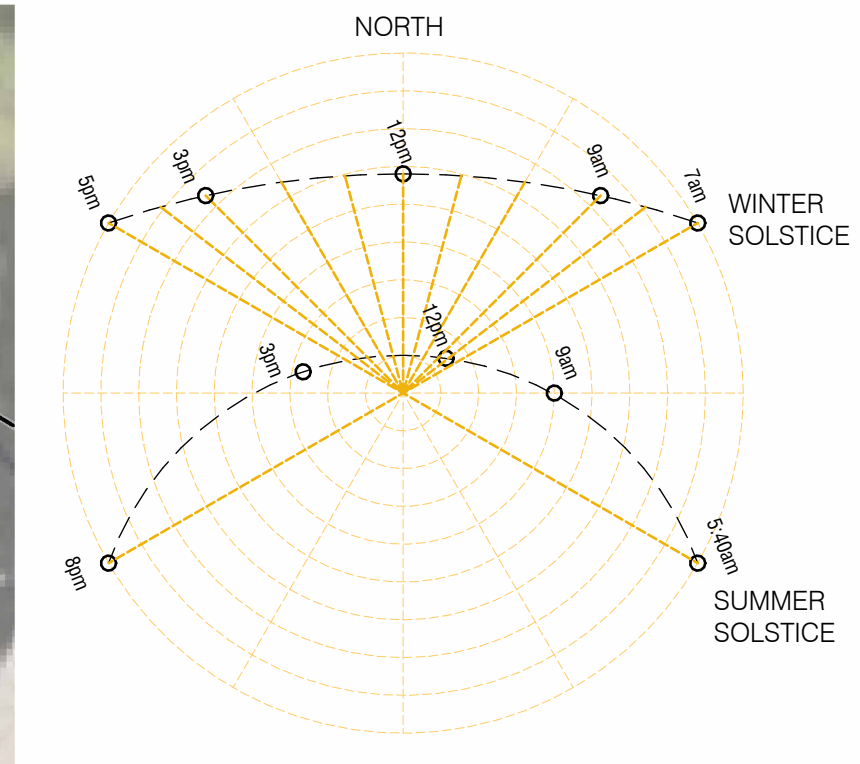 NORTH
12pm
3pm
9am
5pm
7am
WINTER
SOLSTICE
12pm
3pm
9am
8pm
5:40am
SUMMER
SOLSTICE